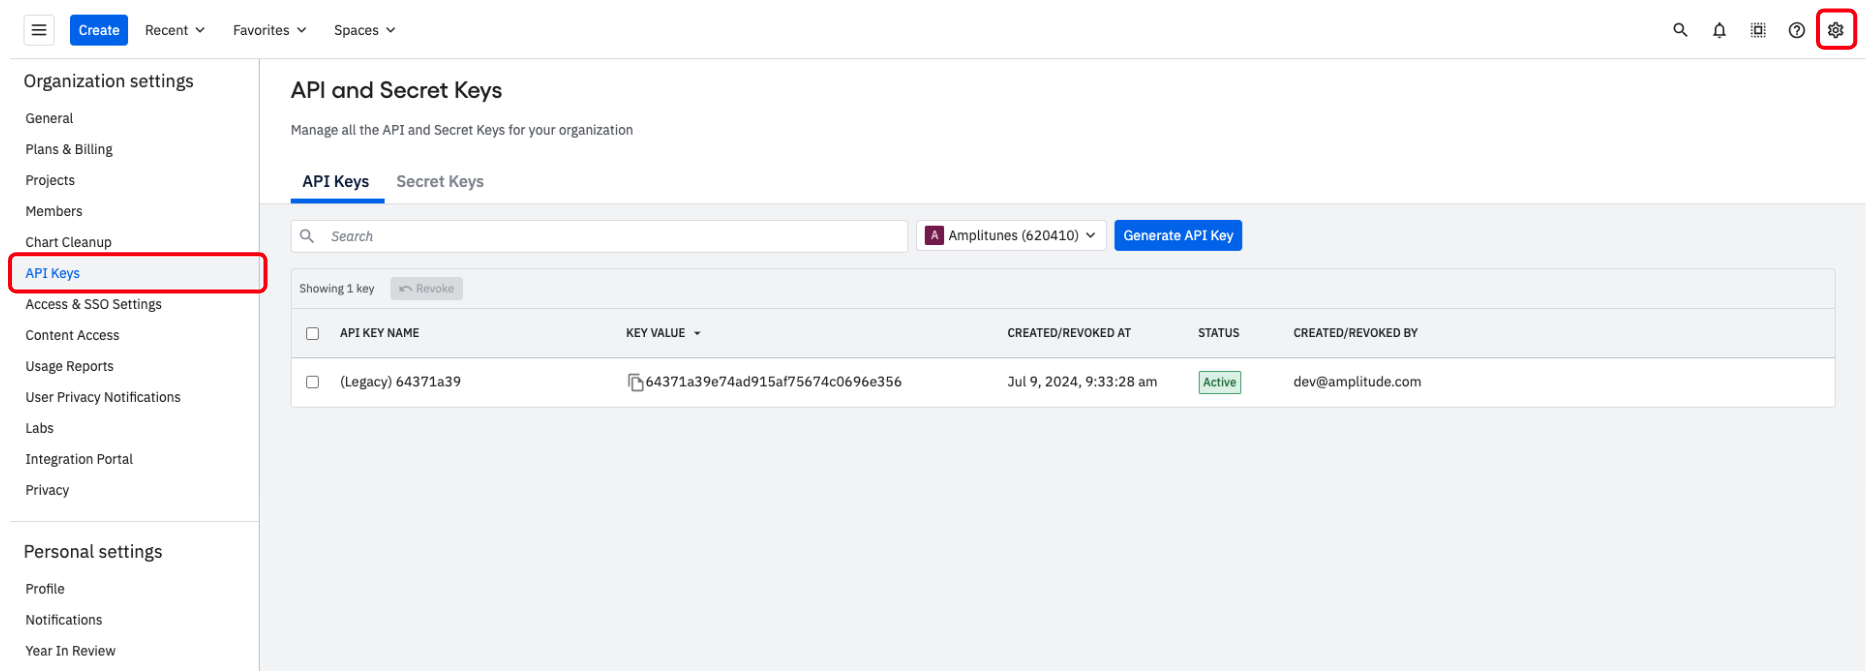 Create Recent Favorites Spaces
Organization settings
General
Plans & Billing
Projects
Members
Chart Cleanup
API Keys
Access & SSO Settings
Content Access
Usage Reports
User Privacy Notifications
Labs
Integration Portal
Privacy
Personal settings
Profile
Notifications
Year In Review
API and Secret Keys
Manage all the API and Secret Keys for your organization
API Keys Secret Keys
Search A Amplitunes (620410) Generate API Key
Showing 1 key Revoke
API KEY NAME KEY VALUE CREATED/REVOKED AT STATUS CREATED/REVOKED BY
(Legacy) 64371a39 64371a39e74ad915af75674c0696e356 Jul 9, 2024, 9:33:28 am Active dev@amplitude.com